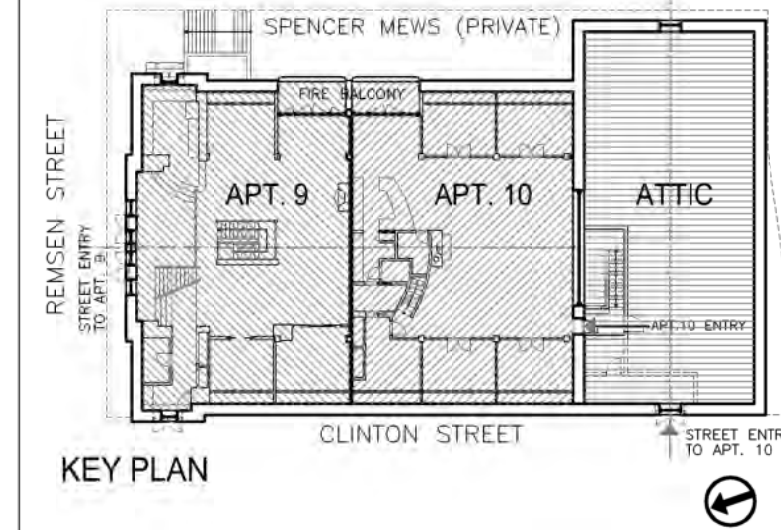 SPENCER MEWS (PRIVATE)
FIRE BALCONY
REMSEN STREET
STREET ENTRY
TO APT. 9
APT. 9
APT. 10
ATTIC
APT.10 ENTRY
CLINTON STREET
STREET ENTR
TO APT. 10
KEY PLAN